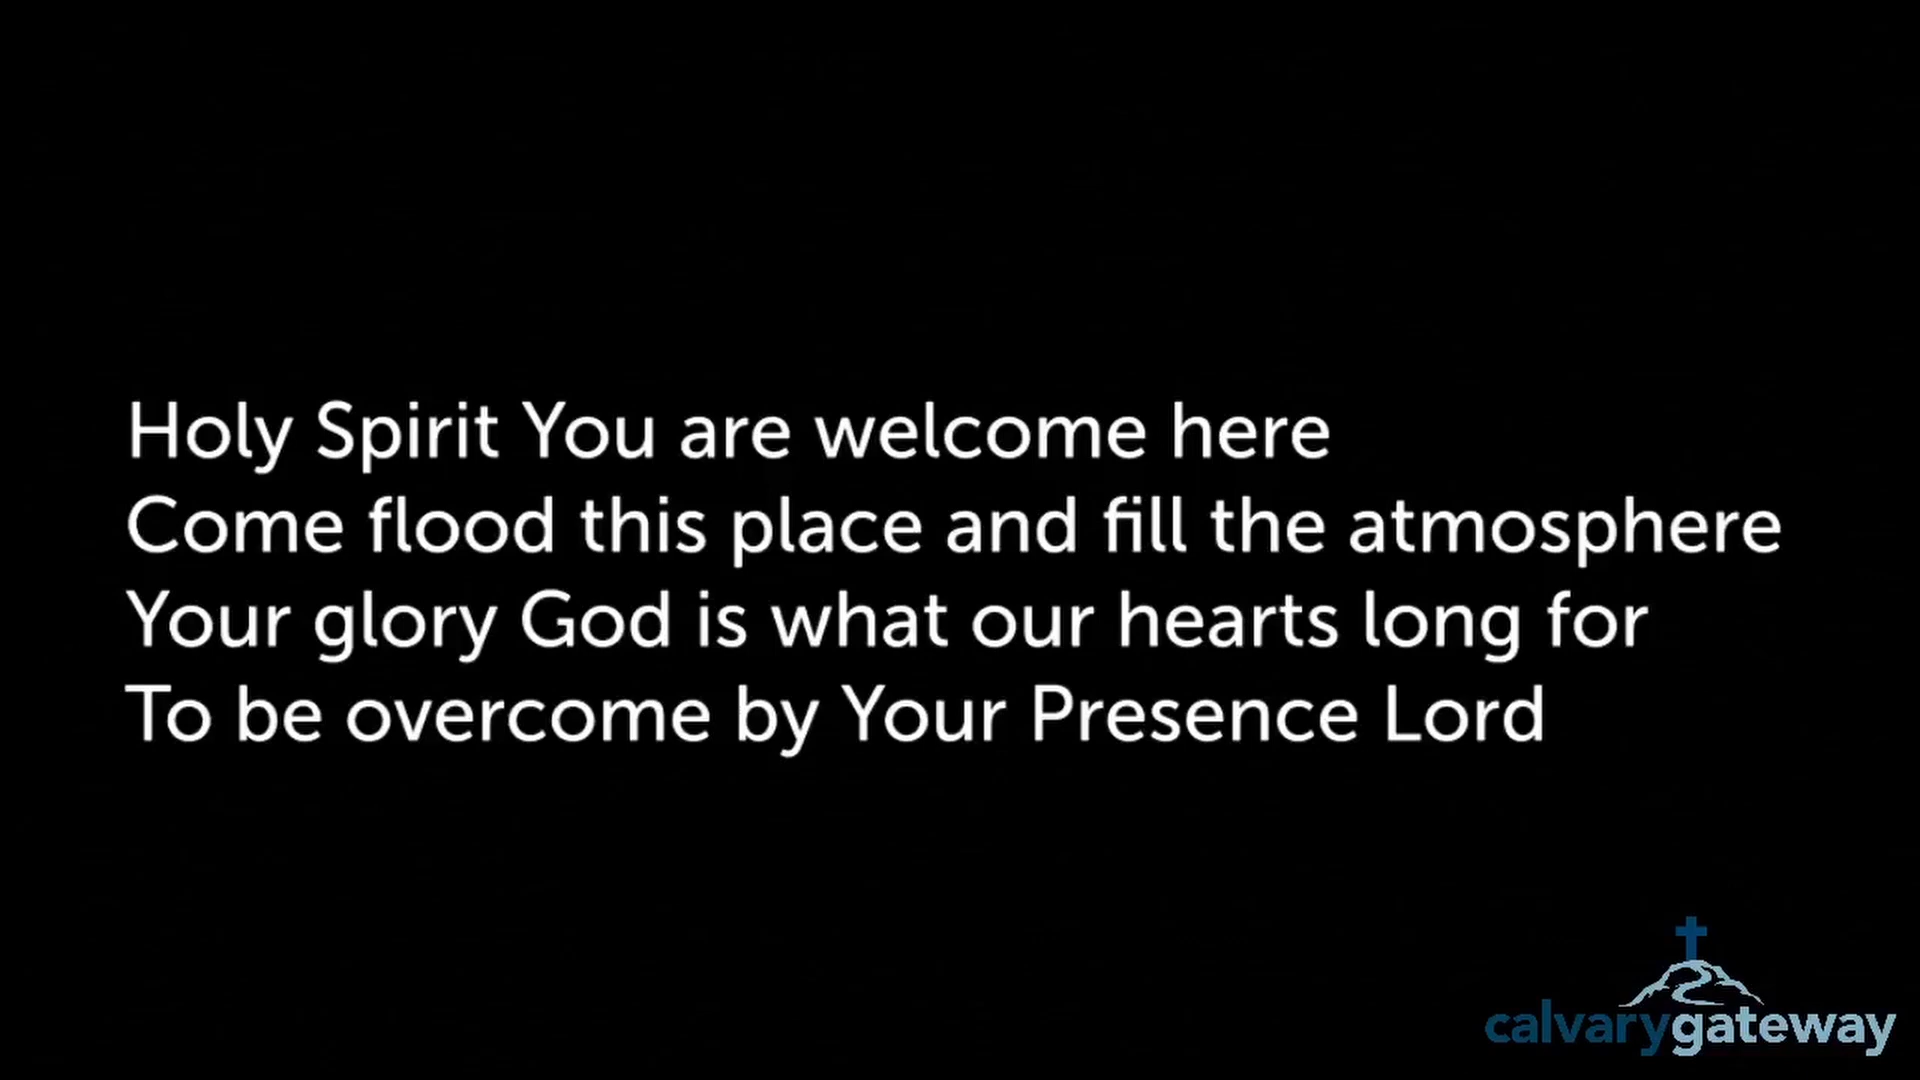 Holy Spirit You are welcome here
Come flood this place and fill the atmosphere
Your glory God is what our hearts long for
To be overcome by Your Presence Lord
calvarygateway